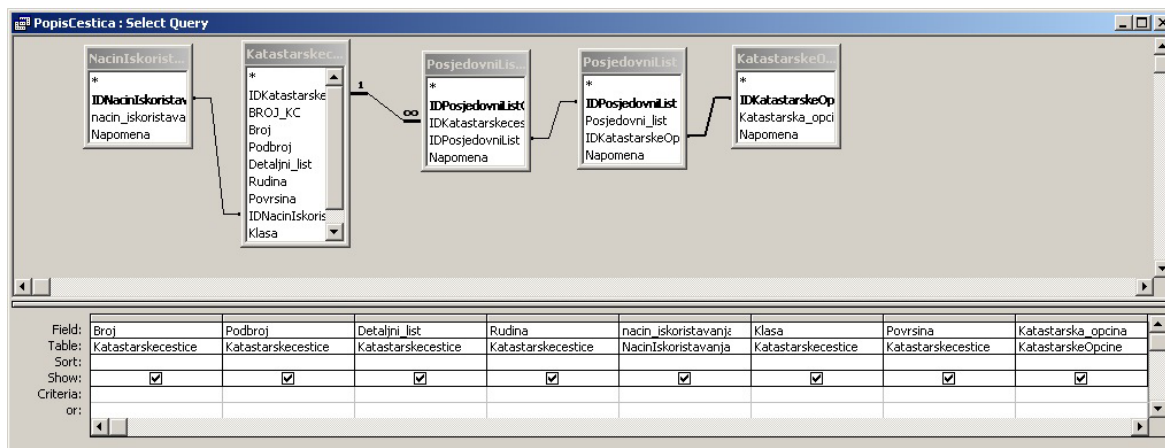 PopisCestica : Select Query
NacinIskorist...
*
IDNacinIskorista
nacin_iskoristava
Napomena
Katastarskec...
*
IDKatastarske
BROJ_KC
Broj
Podbroj
Detaljni_list
Rudina
Povrsina
IDNacinIskoris
Klasa
1
∞
PosjedovniLis...
*
IDPosjedovniList
IDKatastarskeces
IDPosjedovniList
Napomena
PosjedovniList
*
IDPosjedovniList
Posjedovni_list
IDKatastarskeOp
Napomena
KatastarskeO...
*
IDKatastarskeOp
Katastarska_opci
Napomena
Field: Broj Podbroj Detaljni_list Rudina nacin_iskoristavanja Klasa Povrsina Katastarska_opcina
Table: Katastarskecestice Katastarskecestice Katastarskecestice Katastarskecestice NacinIskoristavanja Katastarskecestice Katastarskecestice KatastarskeOpcine
Sort:
Show:
Criteria:
or: